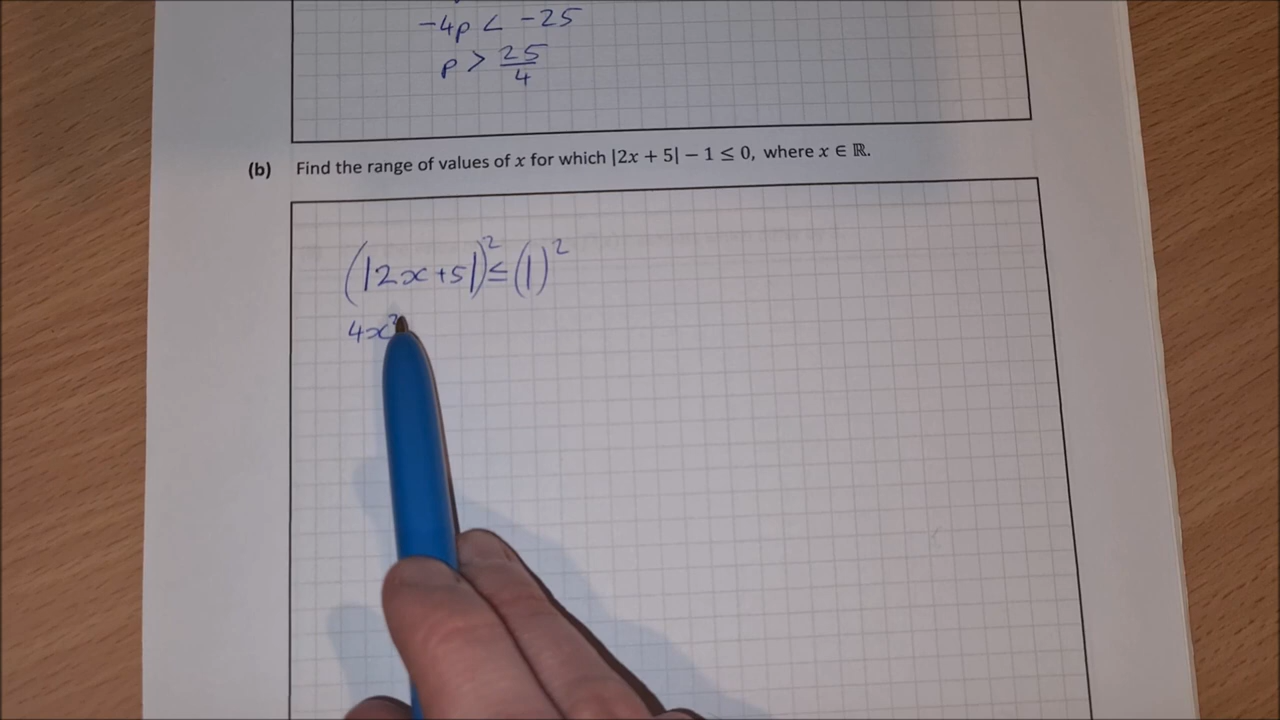 -4p < -25
p > 25/4
(b) Find the range of values of x for which |2x + 5| − 1 ≤ 0, where x ∈ ℝ.
(|2x+5|)² ≤ (1)²
4x²